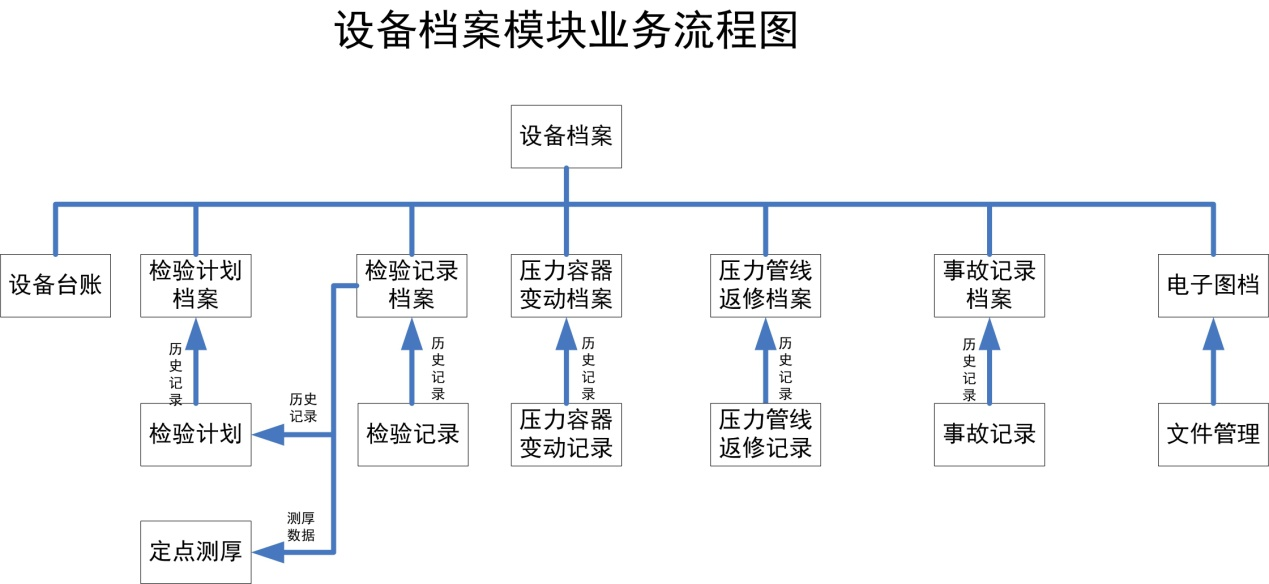 设备档案模块业务流程图
设备档案
设备台账
检验计划
档案
检验记录
档案
压力容器
变动档案
压力管线
返修档案
事故记录
档案
电子图档
历
史
记
录
历史
记录
历
史
记
录
历
史
记
录
历
史
记
录
历
史
记
录
检验计划
检验记录
压力容器
变动记录
压力管线
返修记录
事故记录
文件管理
测厚
数据
定点测厚